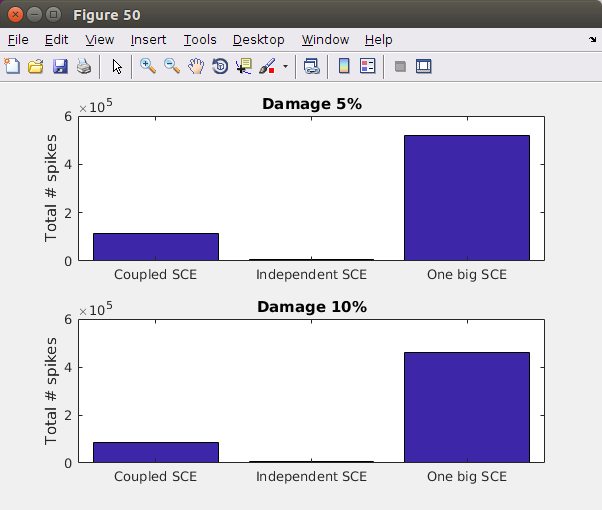 Figure 50
File Edit View Insert Tools Desktop Window Help
Damage 5%
×10^5
Total # spikes
6
4
2
0
Coupled SCE Independent SCE One big SCE
Damage 10%
×10^5
Total # spikes
6
4
2
0
Coupled SCE Independent SCE One big SCE